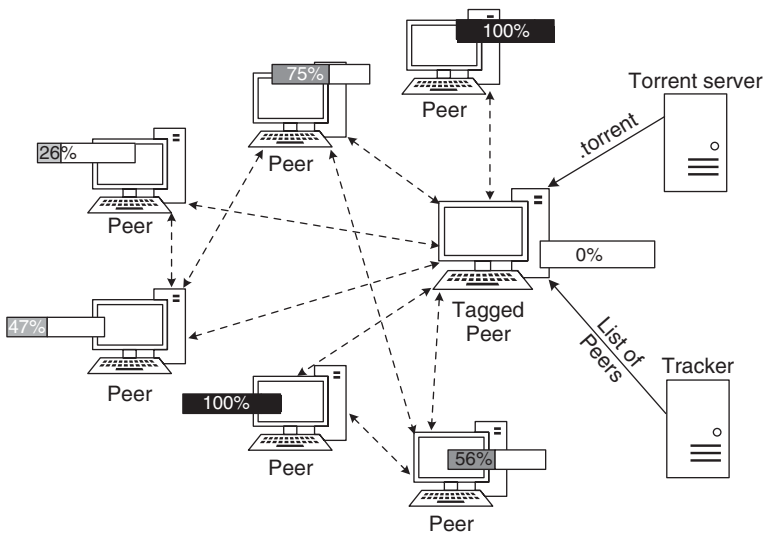 100%
Peer
75%
Peer
Torrent server
.torrent
26%
Peer
0%
Tagged
Peer
47%
Peer
List of
Peers
Tracker
100%
Peer
56%
Peer